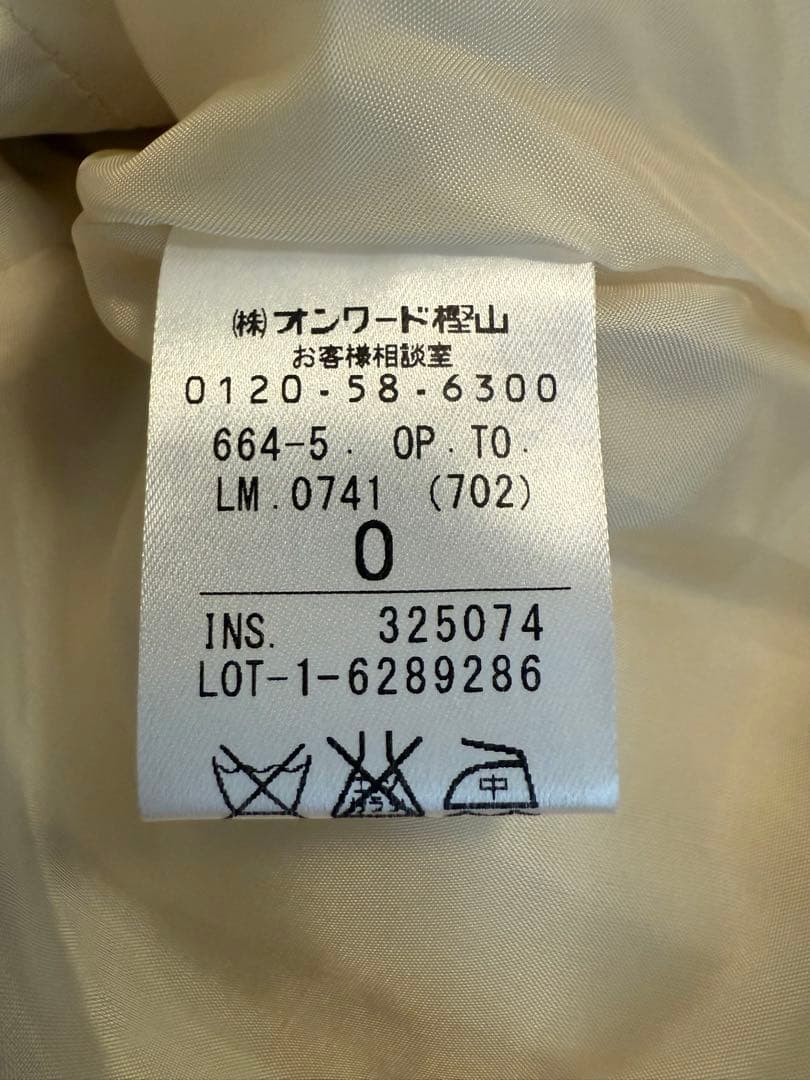 (株)オンワード樫山
お客様相談室
0120-58-6300
664-5. OP.TO.
LM.0741 (702)
0
INS. 325074
LOT-1-6289286
中